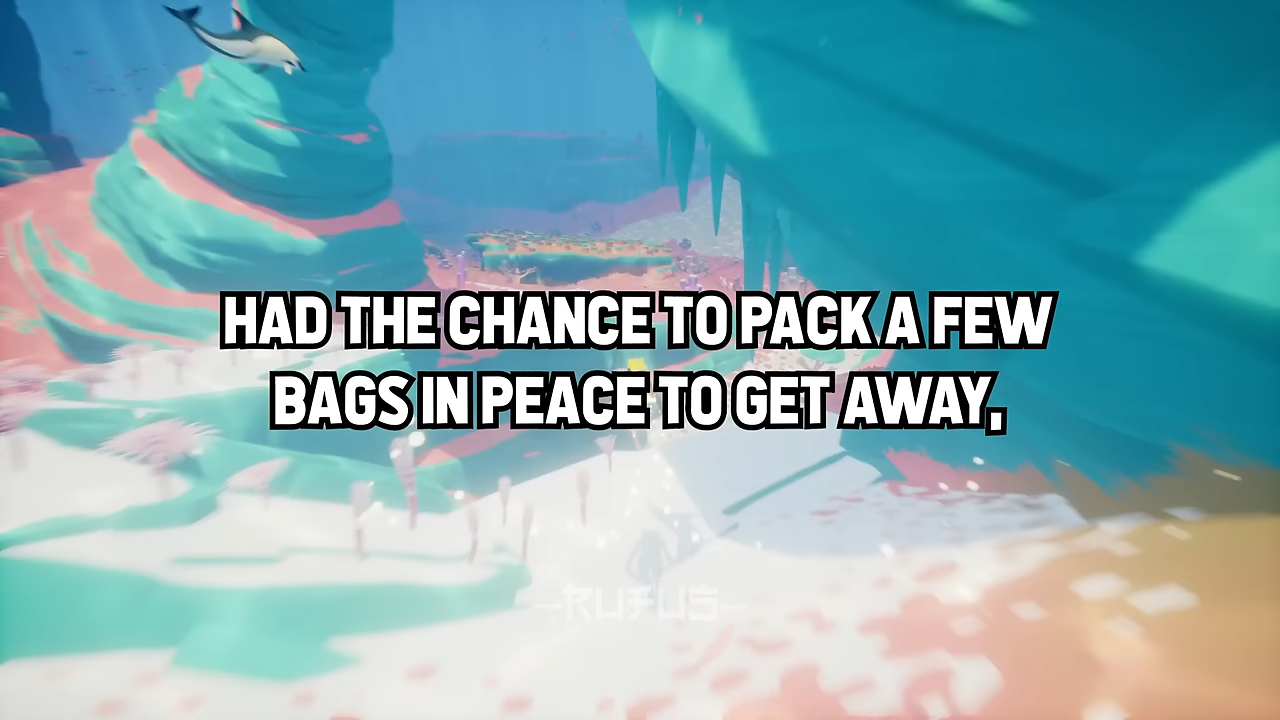 HAD THE CHANCE TO PACK A FEW
BAGS IN PEACE TO GET AWAY,
RUFUS